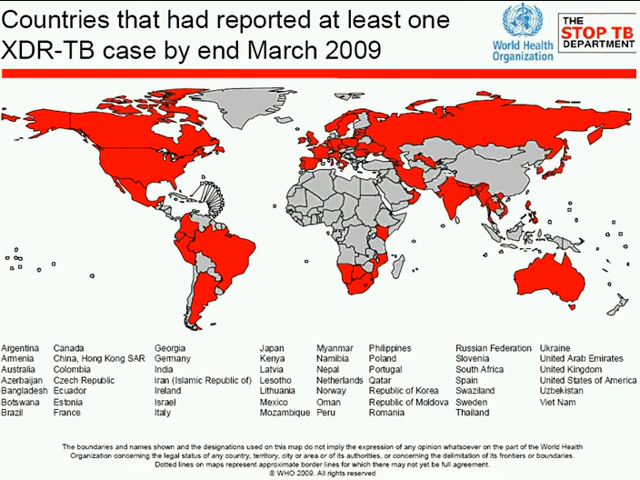 Countries that had reported at least one
XDR-TB case by end March 2009
World Health
Organization
THE
STOP TB
DEPARTMENT
Argentina Canada Georgia Japan Myanmar Philippines Russian Federation Ukraine
Armenia China, Hong Kong SAR Germany Kenya Namibia Poland Slovenia United Arab Emirates
Australia Colombia India Latvia Nepal Portugal South Africa United Kingdom
Azerbaijan Czech Republic Iran (Islamic Republic of) Lesotho Netherlands Qatar Spain United States of America
Bangladesh Ecuador Ireland Lithuania Norway Republic of Korea Swaziland Uzbekistan
Botswana Estonia Israel Mexico Oman Republic of Moldova Sweden Viet Nam
Brazil France Italy Mozambique Peru Romania Thailand
The boundaries and names shown and the designations used on this map do not imply the expression of any opinion whatsoever on the part of the World Health
Organization concerning the legal status of any country, territory, city or area or of its authorities, or concerning the delimitation of its frontiers or boundaries.
Dotted lines on maps represent approximate border lines for which there may not yet be full agreement.
© WHO 2009. All rights reserved